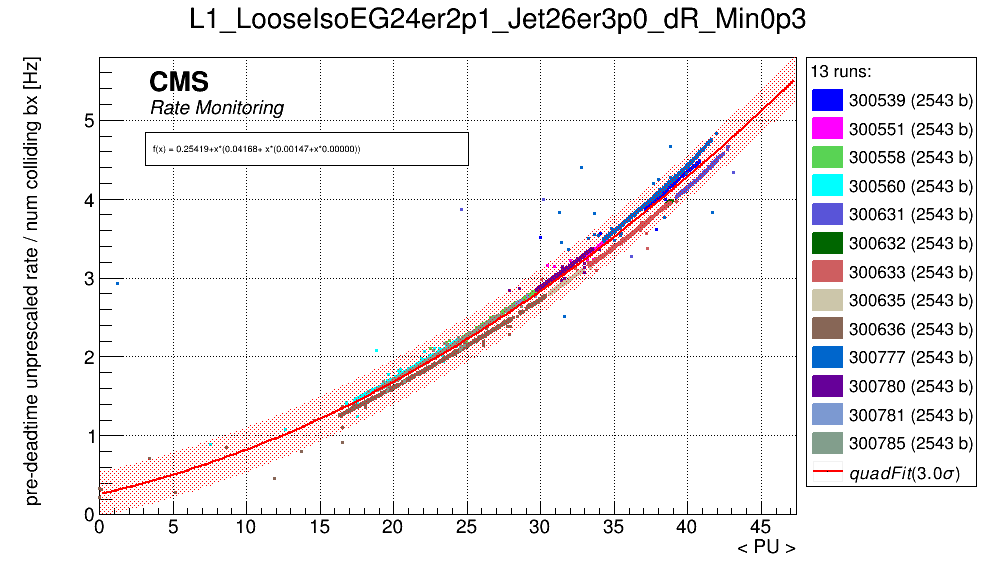 L1_LooseIsoEG24er2p1_Jet26er3p0_dR_Min0p3
pre-deadtime unprescaled rate / num colliding bx [Hz]
CMS
Rate Monitoring
f(x) = 0.25419+x*(0.04168+ x*(0.00147+x*0.00000))
5
4
3
2
1
0
0 5 10 15 20 25 30 35 40 45
< PU >
13 runs:
300539 (2543 b)
300551 (2543 b)
300558 (2543 b)
300560 (2543 b)
300631 (2543 b)
300632 (2543 b)
300633 (2543 b)
300635 (2543 b)
300636 (2543 b)
300777 (2543 b)
300780 (2543 b)
300781 (2543 b)
300785 (2543 b)
quadFit(3.0σ)